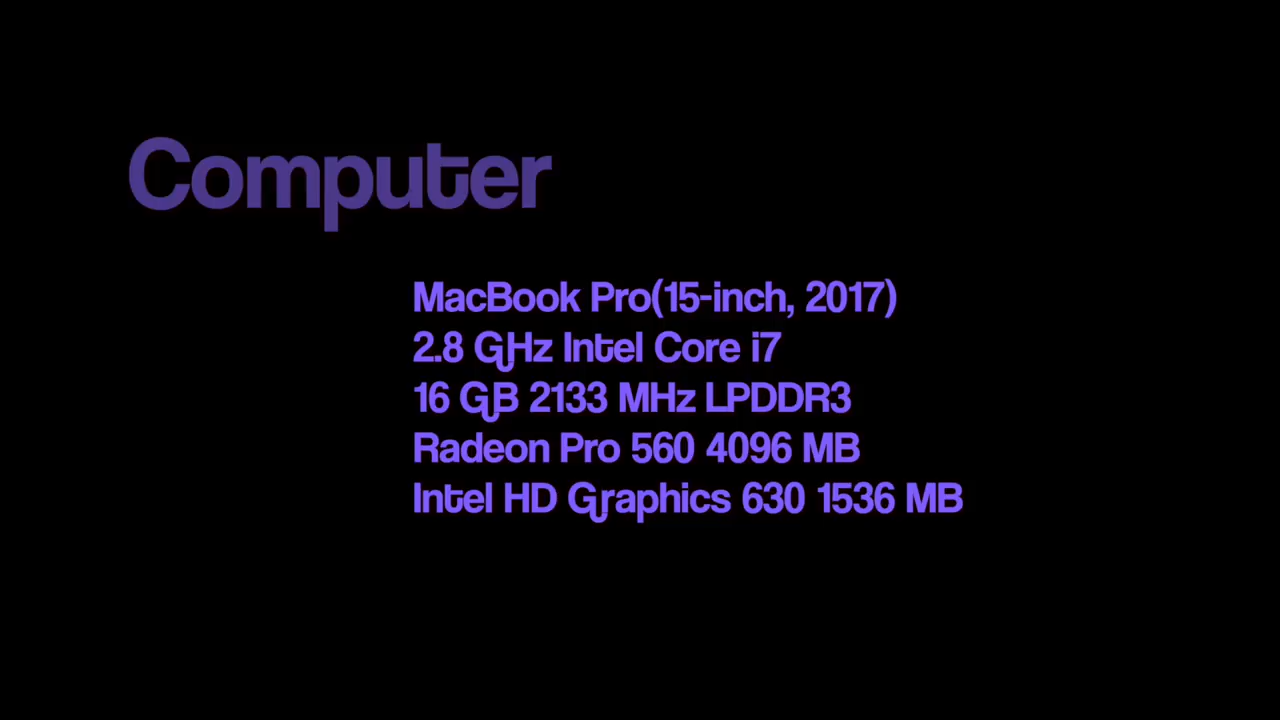 Computer
MacBook Pro(15-inch, 2017)
2.8 GHz Intel Core i7
16 GB 2133 MHz LPDDR3
Radeon Pro 560 4096 MB
Intel HD Graphics 630 1536 MB